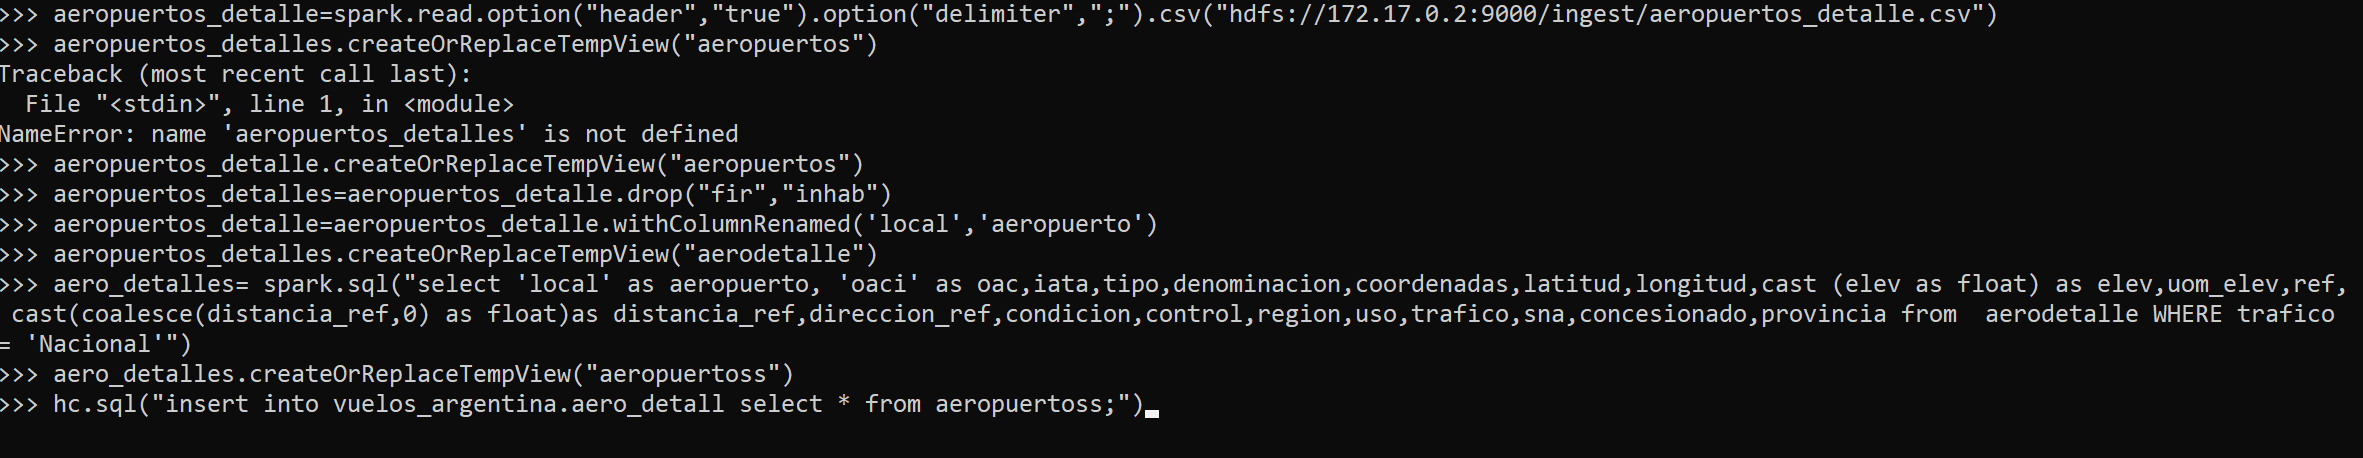 >>> aeropuertos_detalle=spark.read.option("header","true").option("delimiter",";").csv("hdfs://172.17.0.2:9000/ingest/aeropuertos_detalle.csv")
>>> aeropuertos_detalles.createOrReplaceTempView("aeropuertos")
Traceback (most recent call last):
  File "<stdin>", line 1, in <module>
NameError: name 'aeropuertos_detalles' is not defined
>>> aeropuertos_detalle.createOrReplaceTempView("aeropuertos")
>>> aeropuertos_detalles=aeropuertos_detalle.drop("fir","inhab")
>>> aeropuertos_detalle=aeropuertos_detalle.withColumnRenamed('local','aeropuerto')
>>> aeropuertos_detalles.createOrReplaceTempView("aerodetalle")
>>> aero_detalles= spark.sql("select 'local' as aeropuerto, 'oaci' as oac,iata,tipo,denominacion,coordenadas,latitud,longitud,cast (elev as float) as elev,uom_elev,ref,
 cast(coalesce(distancia_ref,0) as float)as distancia_ref,direccion_ref,condicion,control,region,uso,trafico,sna,concesionado,provincia from  aerodetalle WHERE trafico
= 'Nacional'")
>>> aero_detalles.createOrReplaceTempView("aeropuertoss")
>>> hc.sql("insert into vuelos_argentina.aero_detall select * from aeropuertoss;")